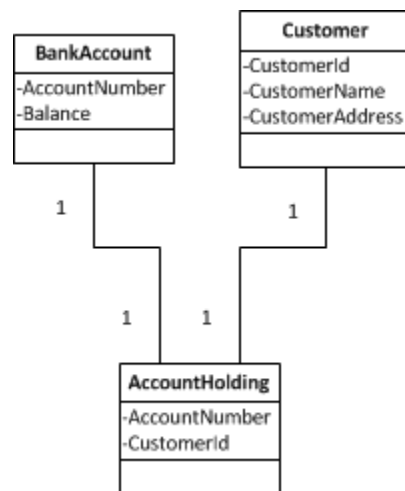 BankAccount
-AccountNumber
-Balance
Customer
-CustomerId
-CustomerName
-CustomerAddress
1
1
1
1
AccountHolding
-AccountNumber
-CustomerId